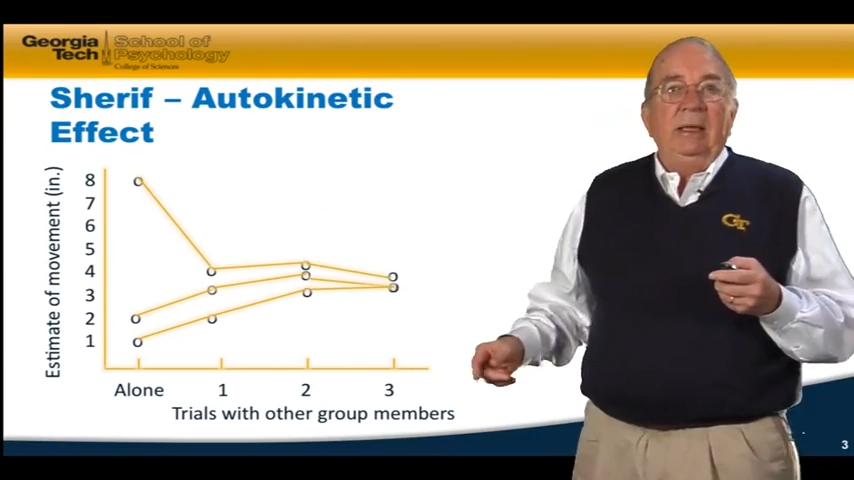 Georgia Tech
School of Psychology
College of Sciences
Sherif – Autokinetic
Effect
Estimate of movement (in.)
8
7
6
5
4
3
2
1
Alone 1 2 3
Trials with other group members
GT
3